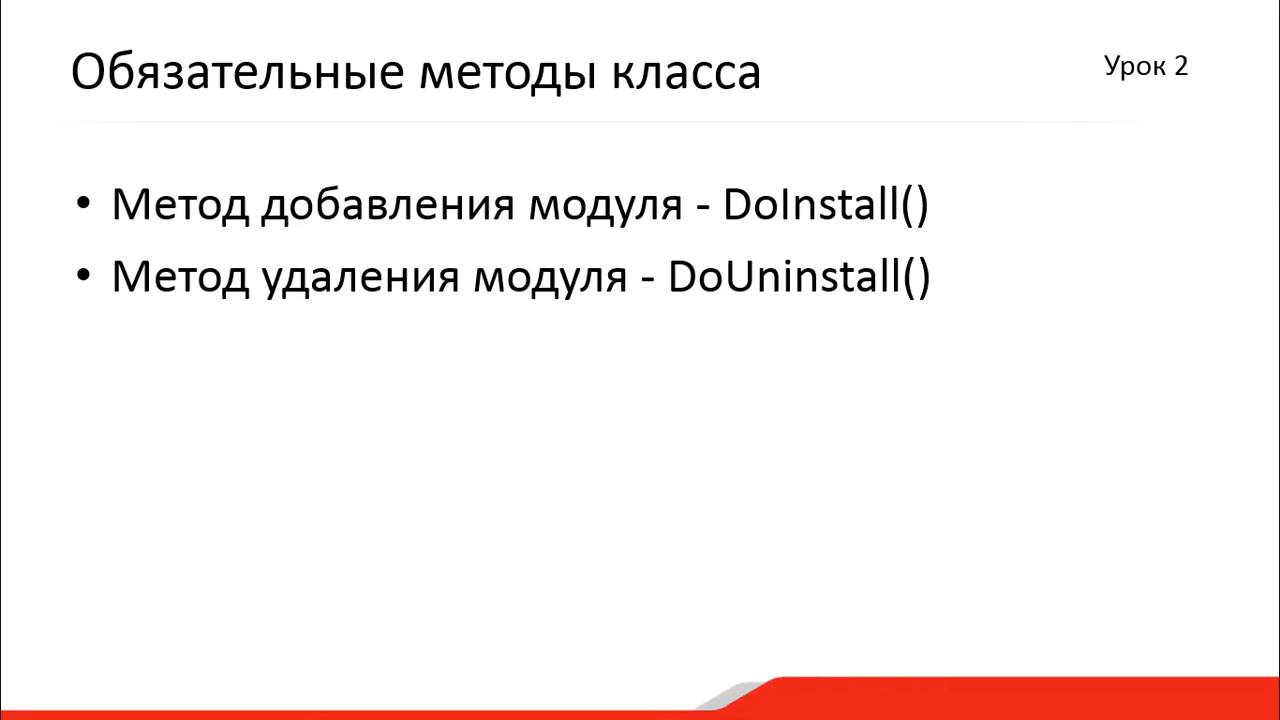 Обязательные методы класса
Урок 2
• Метод добавления модуля - DoInstall()
• Метод удаления модуля - DoUninstall()